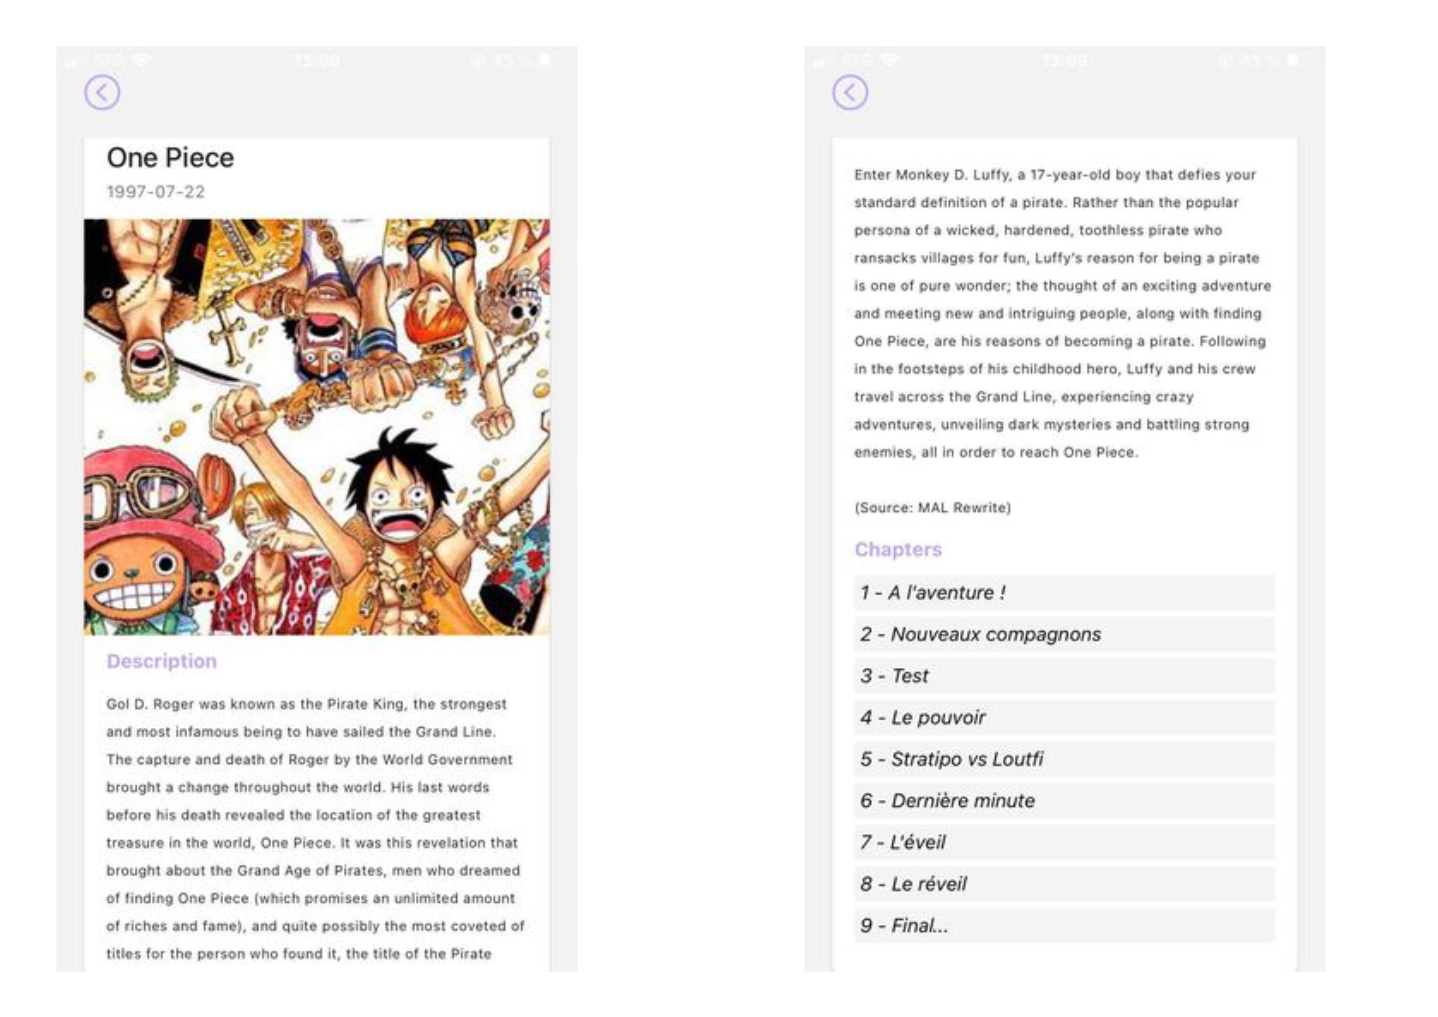 13:09
One Piece
1997-07-22
Description
Gol D. Roger was known as the Pirate King, the strongest
and most infamous being to have sailed the Grand Line.
The capture and death of Roger by the World Government
brought a change throughout the world. His last words
before his death revealed the location of the greatest
treasure in the world, One Piece. It was this revelation that
brought about the Grand Age of Pirates, men who dreamed
of finding One Piece (which promises an unlimited amount
of riches and fame), and quite possibly the most coveted of
titles for the person who found it, the title of the Pirate
13:09
Enter Monkey D. Luffy, a 17-year-old boy that defies your
standard definition of a pirate. Rather than the popular
persona of a wicked, hardened, toothless pirate who
ransacks villages for fun, Luffy's reason for being a pirate
is one of pure wonder; the thought of an exciting adventure
and meeting new and intriguing people, along with finding
One Piece, are his reasons of becoming a pirate. Following
in the footsteps of his childhood hero, Luffy and his crew
travel across the Grand Line, experiencing crazy
adventures, unveiling dark mysteries and battling strong
enemies, all in order to reach One Piece.
(Source: MAL Rewrite)
Chapters
1 - A l'aventure !
2 - Nouveaux compagnons
3 - Test
4 - Le pouvoir
5 - Stratipo vs Loutfi
6 - Dernière minute
7 - L'éveil
8 - Le réveil
9 - Final...